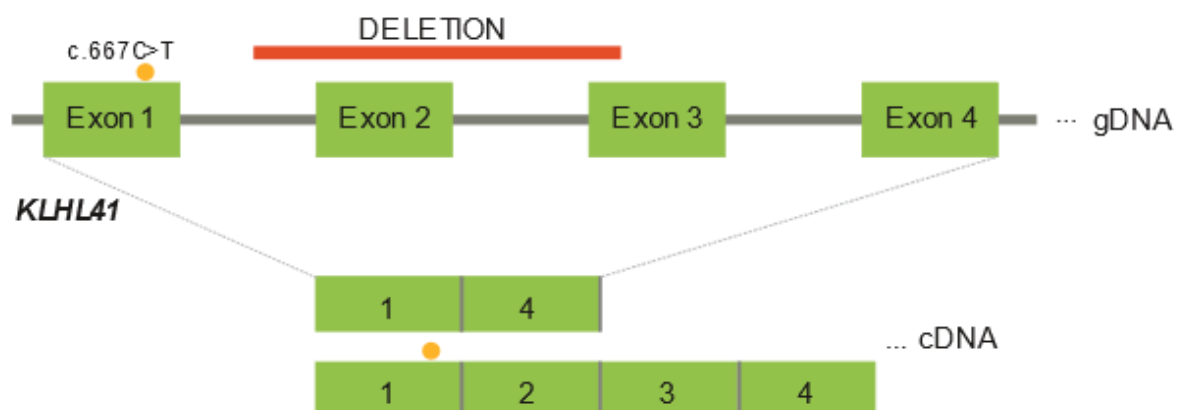 DELETION
c.667C>T
Exon 1 Exon 2 Exon 3 Exon 4 ... gDNA
KLHL41
1 4
... cDNA
1 2 3 4